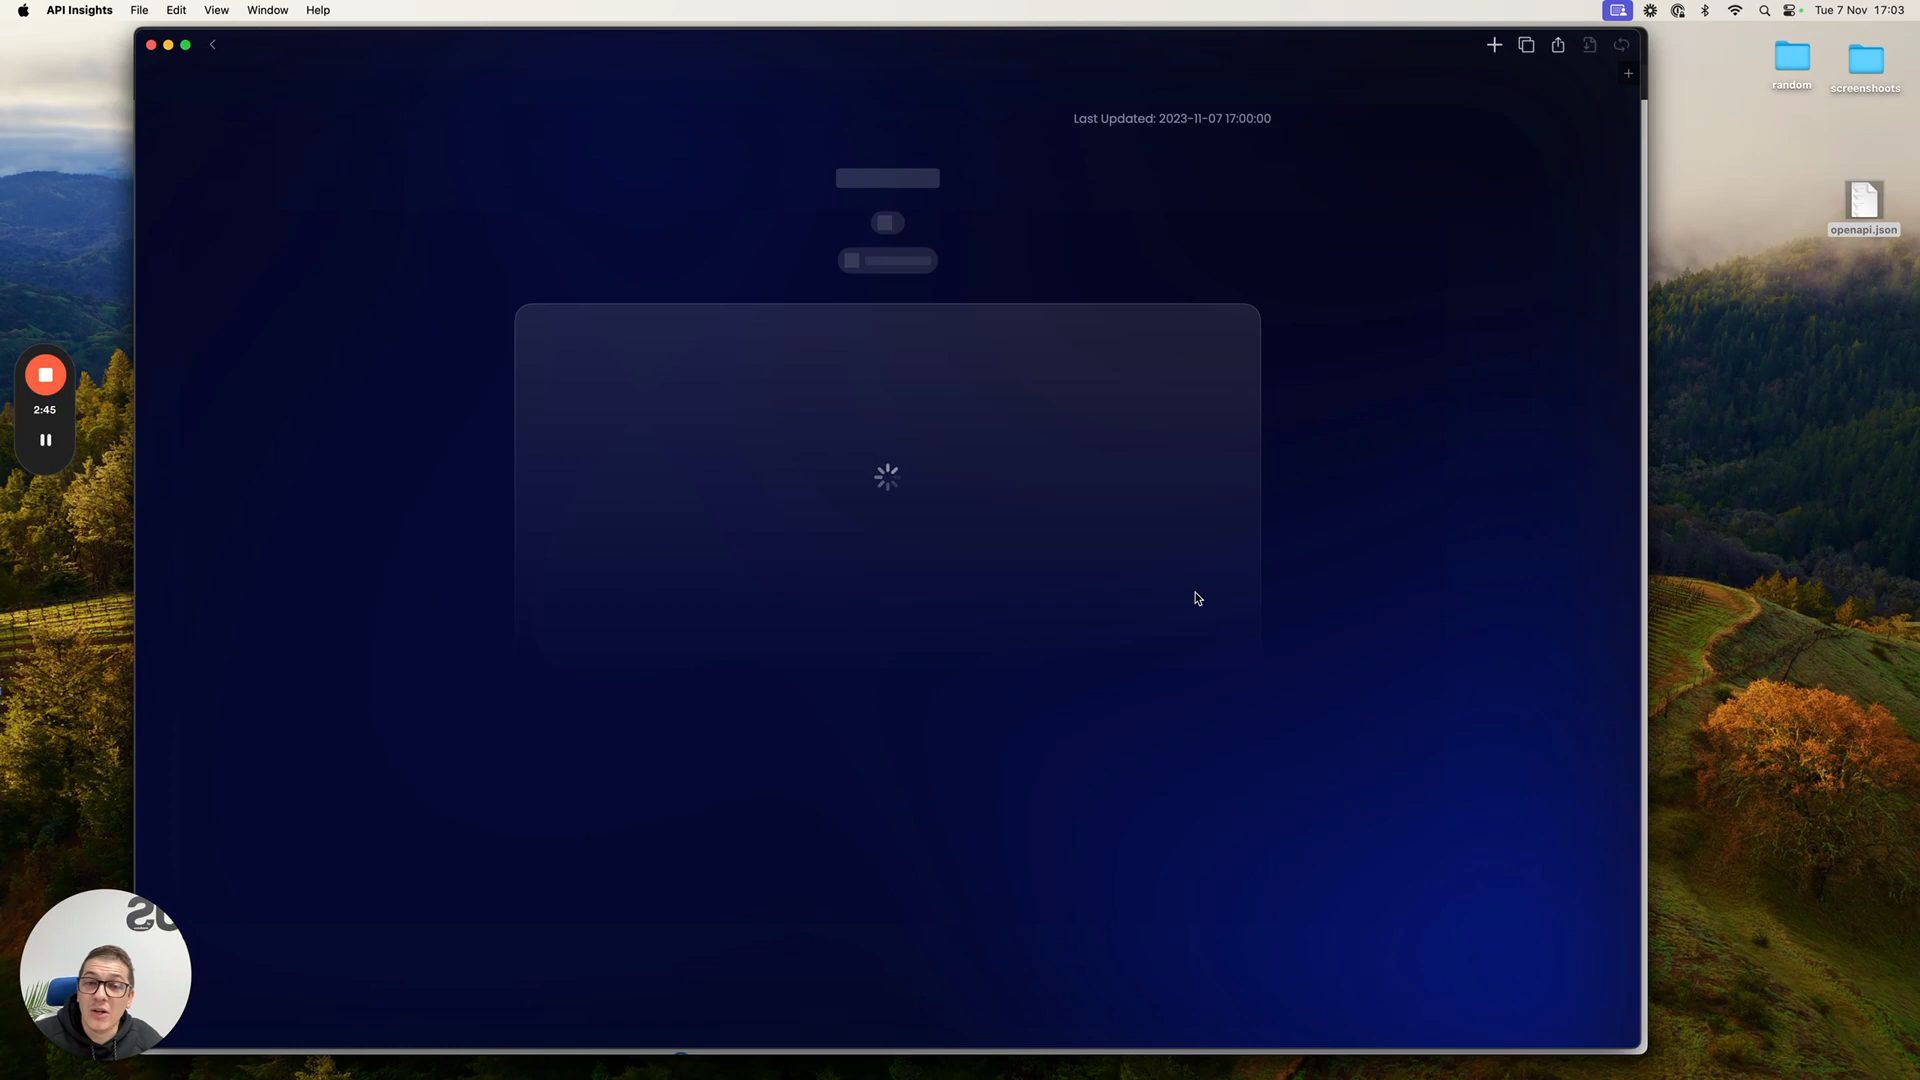 API Insights File Edit View Window Help Tue 7 Nov 17:03
Last Updated: 2023-11-07 17:00:00
random
screenshoots
openapi.json
2:45